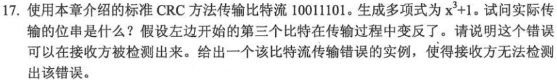 17. 使用本章介绍的标准 CRC 方法传输比特流 10011101。生成多项式为 x³+1。试问实际传
输的位串是什么？假设左边开始的第三个比特在传输过程中变反了。请说明这个错误
可以在接收方被检测出来。给出一个该比特流传输错误的实例，使得接收方无法检测
出该错误。